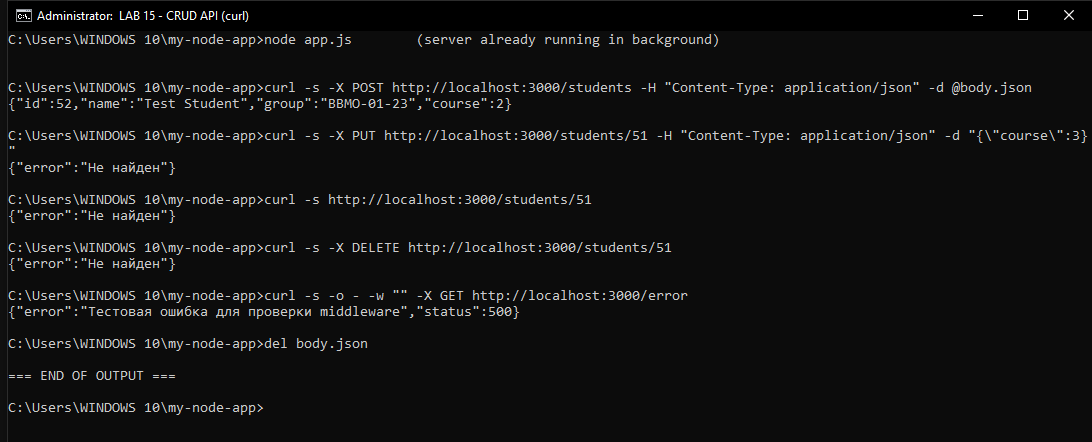 Administrator: LAB 15 - CRUD API (curl)
C:\Users\WINDOWS 10\my-node-app>node app.js        (server already running in background)
C:\Users\WINDOWS 10\my-node-app>curl -s -X POST http://localhost:3000/students -H "Content-Type: application/json" -d @body.json
{"id":52,"name":"Test Student","group":"BBMO-01-23","course":2}
C:\Users\WINDOWS 10\my-node-app>curl -s -X PUT http://localhost:3000/students/51 -H "Content-Type: application/json" -d "{\"course\":3}
"
{"error":"Не найден"}
C:\Users\WINDOWS 10\my-node-app>curl -s http://localhost:3000/students/51
{"error":"Не найден"}
C:\Users\WINDOWS 10\my-node-app>curl -s -X DELETE http://localhost:3000/students/51
{"error":"Не найден"}
C:\Users\WINDOWS 10\my-node-app>curl -s -o - -w "" -X GET http://localhost:3000/error
{"error":"Тестовая ошибка для проверки middleware","status":500}
C:\Users\WINDOWS 10\my-node-app>del body.json
=== END OF OUTPUT ===
C:\Users\WINDOWS 10\my-node-app>